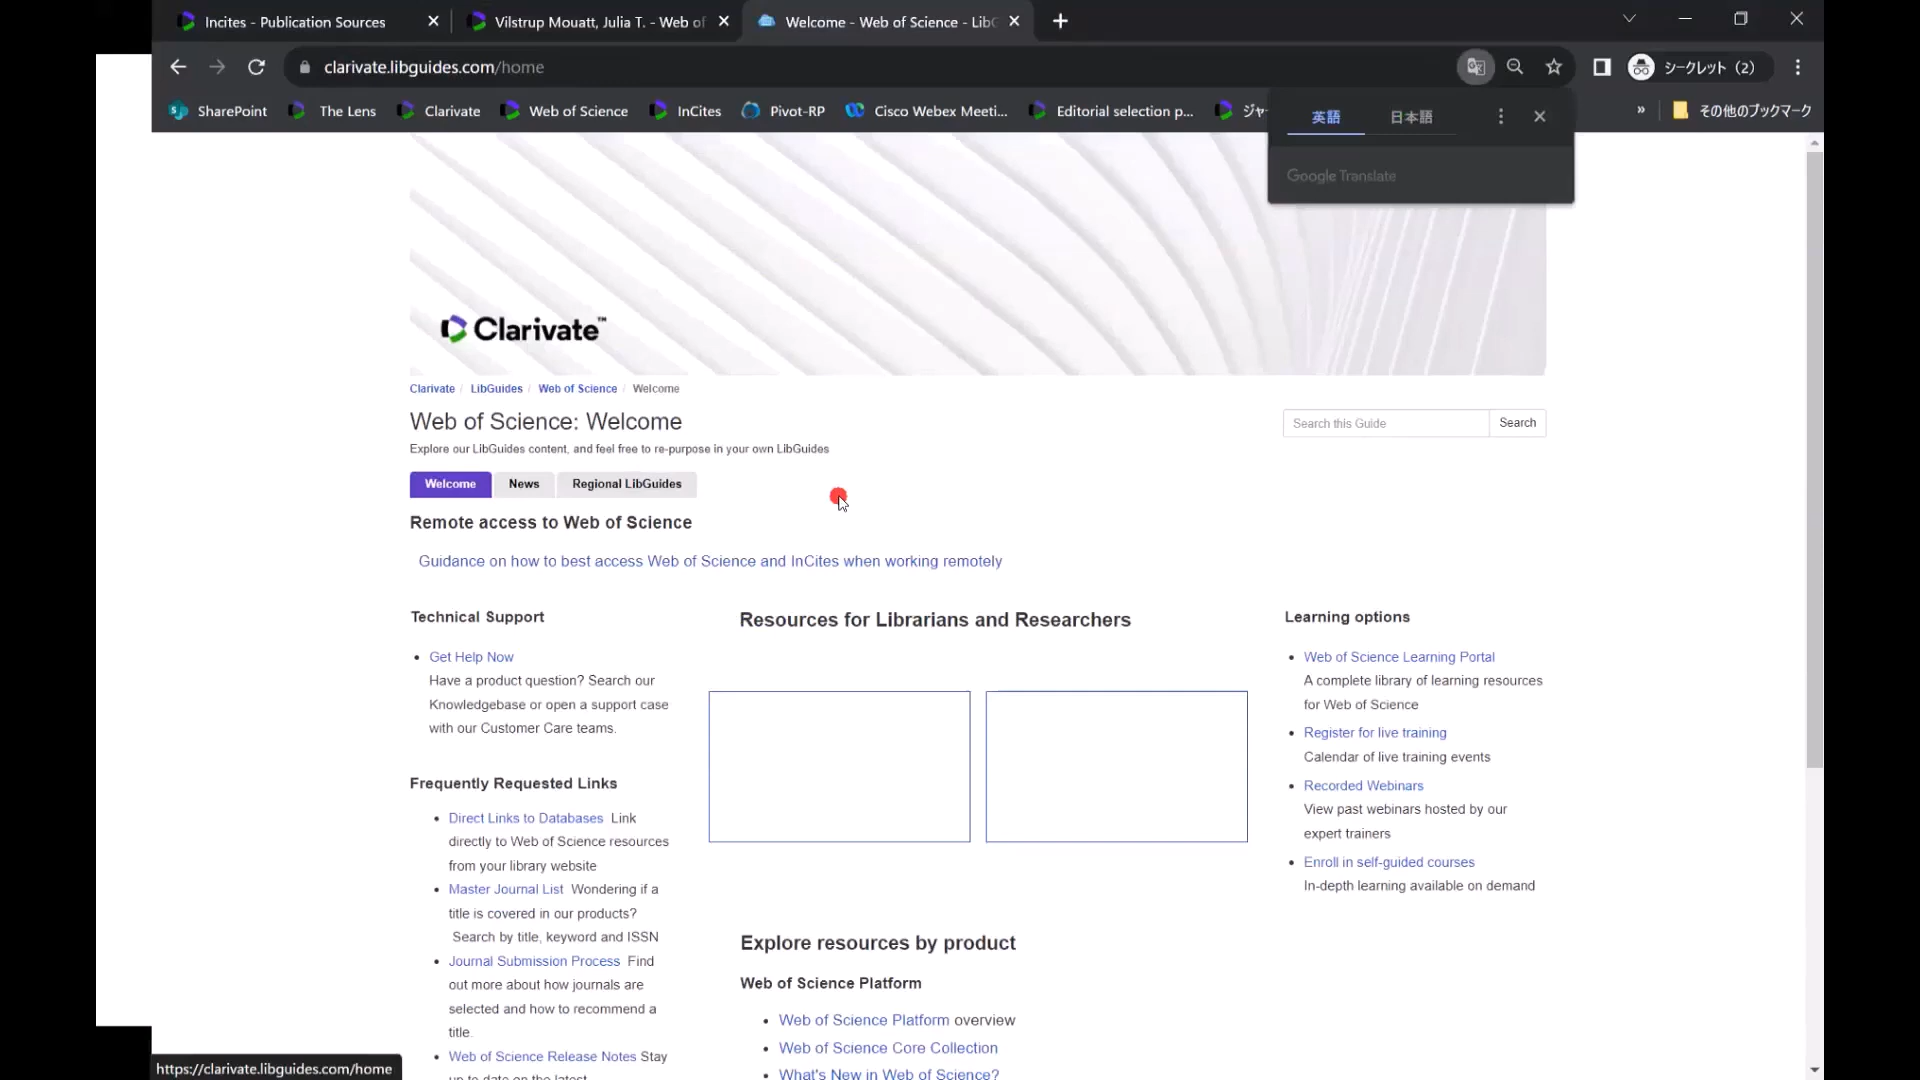 Incites - Publication Sources
Vilstrup Mouatt, Julia T. - Web of
Welcome - Web of Science - Lib
clarivate.libguides.com/home
シークレット (2)
SharePoint
The Lens
Clarivate
Web of Science
InCites
Pivot-RP
Cisco Webex Meeti...
Editorial selection p...
ジャ
»
その他のブックマーク
英語
日本語
Google Translate
Clarivate™
Clarivate / LibGuides / Web of Science / Welcome
Web of Science: Welcome
Search this Guide
Search
Explore our LibGuides content, and feel free to re-purpose in your own LibGuides
Welcome
News
Regional LibGuides
Remote access to Web of Science
Guidance on how to best access Web of Science and InCites when working remotely
Technical Support
Get Help Now
Have a product question? Search our
Knowledgebase or open a support case
with our Customer Care teams.
Frequently Requested Links
Direct Links to Databases Link
directly to Web of Science resources
from your library website
Master Journal List Wondering if a
title is covered in our products?
Search by title, keyword and ISSN
Journal Submission Process Find
out more about how journals are
selected and how to recommend a
title.
Web of Science Release Notes Stay
up to date on the latest
Resources for Librarians and Researchers
Explore resources by product
Web of Science Platform
Web of Science Platform overview
Web of Science Core Collection
What's New in Web of Science?
Learning options
Web of Science Learning Portal
A complete library of learning resources
for Web of Science
Register for live training
Calendar of live training events
Recorded Webinars
View past webinars hosted by our
expert trainers
Enroll in self-guided courses
In-depth learning available on demand
https://clarivate.libguides.com/home